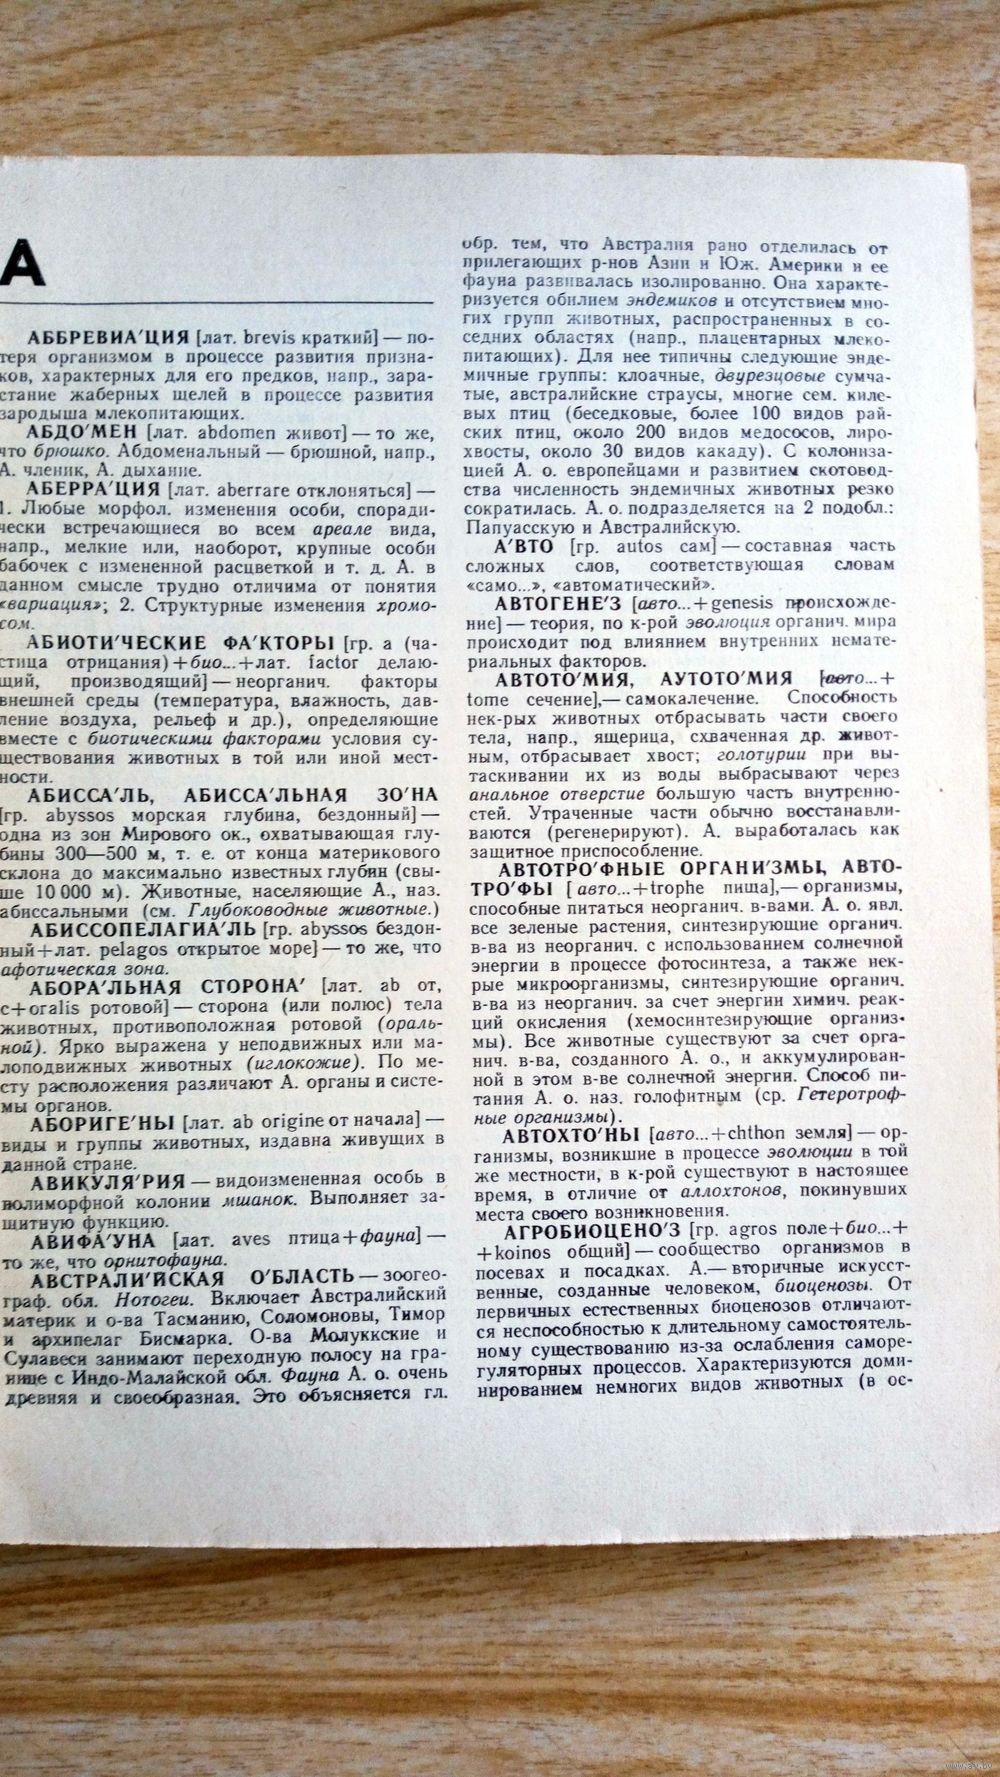 А
АББРЕВИА'ЦИЯ [лат. brevis краткий] — по-
теря организмом в процессе развития призна-
ков, характерных для его предков, напр., зара-
стание жаберных щелей в процессе развития
зародыша млекопитающих.
АБДО'МЕН [лат. abdomen живот] — то же,
что брюшко. Абдоменальный — брюшной, напр.,
А. членик, А. дыхание.
АБЕРРА'ЦИЯ [лат. aberrare отклоняться] —
1. Любые морфол. изменения особи, споради-
чески встречающиеся во всем ареале вида,
напр., мелкие или, наоборот, крупные особи
бабочек с измененной расцветкой и т. д. А. в
данном смысле трудно отличима от понятия
«вариация»; 2. Структурные изменения хромо-
сом.
АБИОТИ'ЧЕСКИЕ ФА'КТОРЫ [гр. а (ча-
стица отрицания)+био...+лат. factor делаю-
щий, производящий] — неорганич. факторы
внешней среды (температура, влажность, дав-
ление воздуха, рельеф и др.), определяющие
вместе с биотическими факторами условия су-
ществования животных в той или иной мест-
ности.
АБИССА'ЛЬ, АБИССА'ЛЬНАЯ ЗО'НА
[гр. abyssos морская глубина, бездонный] —
одна из зон Мирового ок., охватывающая глу-
бины 300—500 м, т. е. от конца материкового
склона до максимально известных глубин (свы-
ше 10 000 м). Животные, населяющие А., наз.
абиссальными (см. Глубоководные животные.)
АБИССОПЕЛАГИА'ЛЬ [гр. abyssos бездон-
ный+лат. pelagos открытое море] — то же, что
афотическая зона.
АБОРА'ЛЬНАЯ СТОРОНА' [лат. ab от,
с+oralis ротовой] — сторона (или полюс) тела
животных, противоположная ротовой (ораль-
ной). Ярко выражена у неподвижных или ма-
лоподвижных животных (иглокожие). По ме-
сту расположения различают А. органы и систе-
мы органов.
АБОРИГЕ'НЫ [лат. ab origine от начала] —
виды и группы животных, издавна живущих в
данной стране.
АВИКУЛЯ'РИЯ — видоизмененная особь в
полиморфной колонии мшанок. Выполняет за-
щитную функцию.
АВИФА'УНА [лат. aves птица+фауна] —
то же, что орнитофауна.
АВСТРАЛИ'ЙСКАЯ О'БЛАСТЬ — зоогео-
граф. обл. Нотогеи. Включает Австралийский
материк и о-ва Тасманию, Соломоновы, Тимор
и архипелаг Бисмарка. О-ва Молуккские и
Сулавеси занимают переходную полосу на гра-
нице с Индо-Малайской обл. Фауна А. о. очень
древняя и своеобразная. Это объясняется гл.
обр. тем, что Австралия рано отделилась от
прилегающих р-нов Азии и Юж. Америки и ее
фауна развивалась изолированно. Она характе-
ризуется обилием эндемиков и отсутствием мно-
гих групп животных, распространенных в со-
седних областях (напр., плацентарных млеко-
питающих). Для нее типичны следующие энде-
мичные группы: клоачные, двурезцовые сумча-
тые, австралийские страусы, многие сем. киле-
вых птиц (беседковые, более 100 видов рай-
ских птиц, около 200 видов медососов, лиро-
хвосты, около 30 видов какаду). С колониза-
цией А. о. европейцами и развитием скотовод-
ства численность эндемичных животных резко
сократилась. А. о. подразделяется на 2 подобл.:
Папуасскую и Австралийскую.
А'ВТО [гр. autos сам] — составная часть
сложных слов, соответствующая словам
«само...», «автоматический».
АВТОГЕНЕ'З [авто...+genesis происхожде-
ние] — теория, по к-рой эволюция органич. мира
происходит под влиянием внутренних немате-
риальных факторов.
АВТОТО'МИЯ, АУТОТО'МИЯ [авто...+
tome сечение],— самокалечение. Способность
нек-рых животных отбрасывать части своего
тела, напр., ящерица, схваченная др. живот-
ным, отбрасывает хвост; голотурии при вы-
таскивании их из воды выбрасывают через
анальное отверстие большую часть внутренно-
стей. Утраченные части обычно восстанавли-
ваются (регенерируют). А. выработалась как
защитное приспособление.
АВТОТРО'ФНЫЕ ОРГАНИ'ЗМЫ, АВТО-
ТРО'ФЫ [авто...+trophe пища],— организмы,
способные питаться неорганич. в-вами. А. о. явл.
все зеленые растения, синтезирующие органич.
в-ва из неорганич. с использованием солнечной
энергии в процессе фотосинтеза, а также нек-
рые микроорганизмы, синтезирующие органич.
в-ва из неорганич. за счет энергии химич. реак-
ций окисления (хемосинтезирующие организ-
мы). Все животные существуют за счет орга-
нич. в-ва, созданного А. о., и аккумулирован-
ной в этом в-ве солнечной энергии. Способ пи-
тания А. о. наз. голофитным (ср. Гетеротроф-
ные организмы).
АВТОХТО'НЫ [авто...+chthon земля] — ор-
ганизмы, возникшие в процессе эволюции в той
же местности, в к-рой существуют в настоящее
время, в отличие от аллохтонов, покинувших
места своего возникновения.
АГРОБИОЦЕНО'З [гр. agros поле+био...+
+koinos общий] — сообщество организмов в
посевах и посадках. А.— вторичные искусст-
венные, созданные человеком, биоценозы. От
первичных естественных биоценозов отличают-
ся неспособностью к длительному самостоятель-
ному существованию из-за ослабления саморе-
гуляторных процессов. Характеризуются доми-
нированием немногих видов животных (в ос-